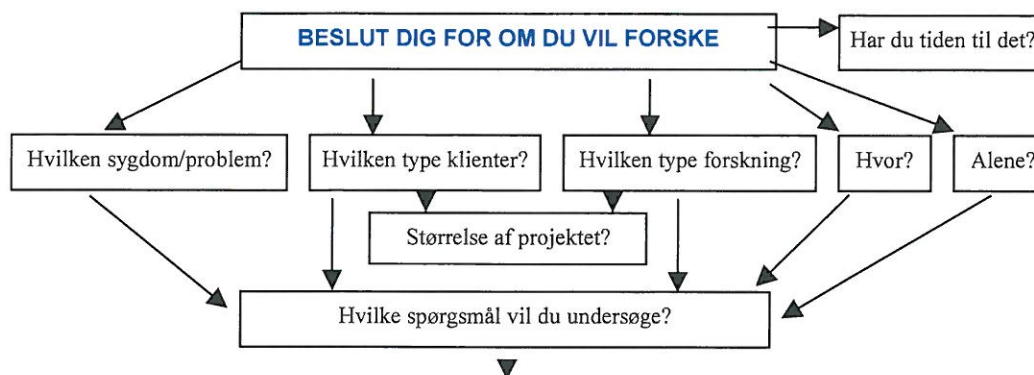 BESLUT DIG FOR OM DU VIL FORSKE
Har du tiden til det?
Hvilken sygdom/problem?
Hvilken type klienter?
Hvilken type forskning?
Hvor?
Alene?
Størrelse af projektet?
Hvilke spørgsmål vil du undersøge?